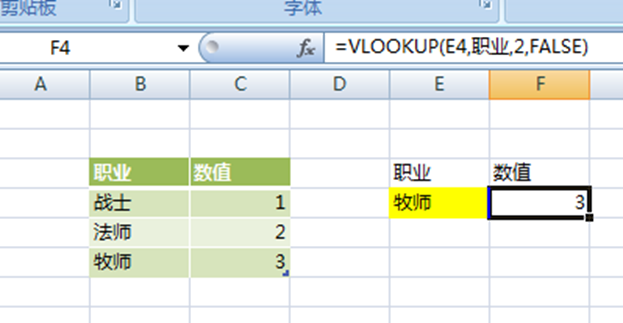 剪贴板 字体
F4 fx =VLOOKUP(E4,职业,2,FALSE)
A B C D E F
职业 数值 职业 数值
战士 1 牧师 3
法师 2
牧师 3